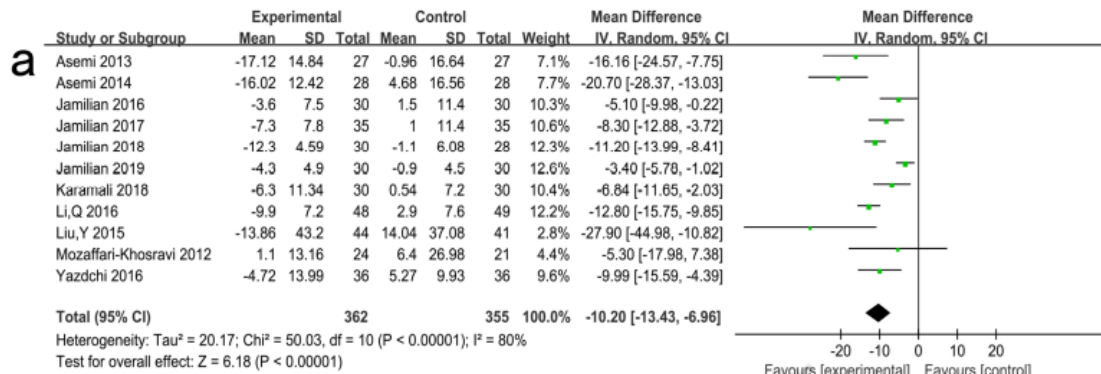 Experimental Control Mean Difference Mean Difference
Study or Subgroup Mean SD Total Mean SD Total Weight IV, Random, 95% CI IV, Random, 95% CI
a
Asemi 2013 -17.12 14.84 27 -0.96 16.64 27 7.1% -16.16 [-24.57, -7.75]
Asemi 2014 -16.02 12.42 28 4.68 16.56 28 7.7% -20.70 [-28.37, -13.03]
Jamilian 2016 -3.6 7.5 30 1.5 11.4 30 10.3% -5.10 [-9.98, -0.22]
Jamilian 2017 -7.3 7.8 35 1 11.4 35 10.6% -8.30 [-12.88, -3.72]
Jamilian 2018 -12.3 4.59 30 -1.1 6.08 28 12.3% -11.20 [-13.99, -8.41]
Jamilian 2019 -4.3 4.9 30 -0.9 4.5 30 12.6% -3.40 [-5.78, -1.02]
Karamali 2018 -6.3 11.34 30 0.54 7.2 30 10.4% -6.84 [-11.65, -2.03]
Li,Q 2016 -9.9 7.2 48 2.9 7.6 49 12.2% -12.80 [-15.75, -9.85]
Liu,Y 2015 -13.86 43.2 44 14.04 37.08 41 2.8% -27.90 [-44.98, -10.82]
Mozaffari-Khosravi 2012 1.1 13.16 24 6.4 26.98 21 4.4% -5.30 [-17.98, 7.38]
Yazdchi 2016 -4.72 13.99 36 5.27 9.93 36 9.6% -9.99 [-15.59, -4.39]
Total (95% CI) 362 355 100.0% -10.20 [-13.43, -6.96]
Heterogeneity: Tau² = 20.17; Chi² = 50.03, df = 10 (P < 0.00001); I² = 80%
Test for overall effect: Z = 6.18 (P < 0.00001)
-20 -10 0 10 20
Favours [experimental] Favours [control]